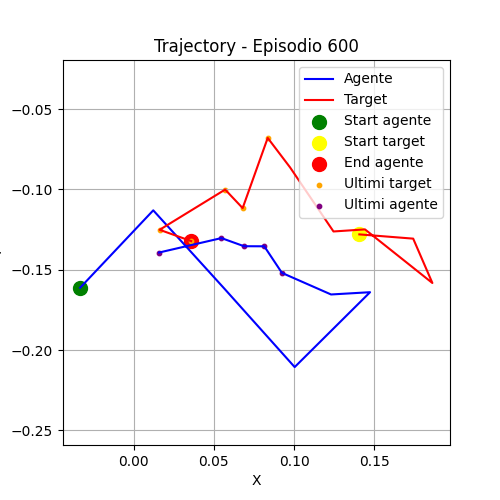 Trajectory - Episodio 600
Agente
Target
Start agente
Start target
End agente
Ultimi target
Ultimi agente
−0.05
−0.10
−0.15
−0.20
−0.25
0.00
0.05
0.10
0.15
X